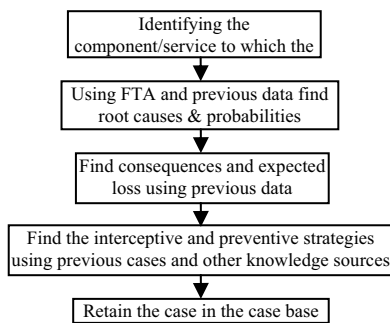 Identifying the
component/service to which the
Using FTA and previous data find
root causes & probabilities
Find consequences and expected
loss using previous data
Find the interceptive and preventive strategies
using previous cases and other knowledge sources
Retain the case in the case base